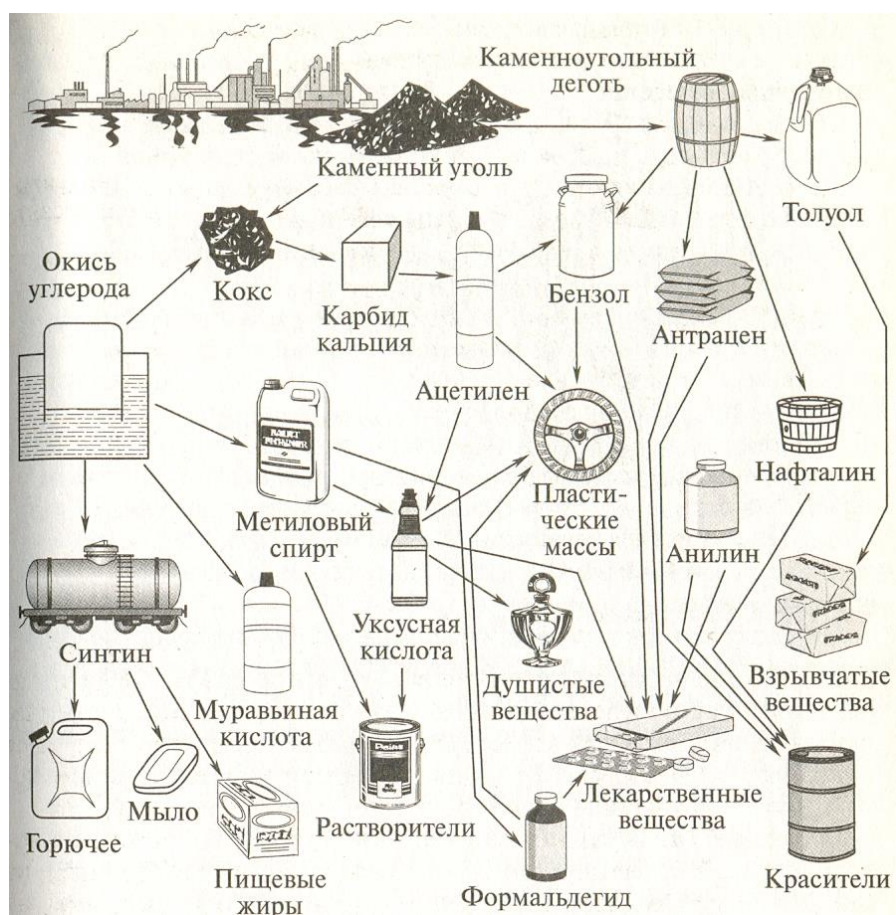 Каменноугольный
деготь
Каменный уголь
Толуол
Окись
углерода
Кокс
Карбид
кальция
Бензол
Антрацен
Ацетилен
Метиловый
спирт
Пласти-
ческие
массы
Нафталин
Анилин
Уксусная
кислота
Синтин
Душистые
вещества
Взрывчатые
вещества
Муравьиная
кислота
Горючее
Мыло
Растворители
Лекарственные
вещества
Пищевые
жиры
Формальдегид
Красители